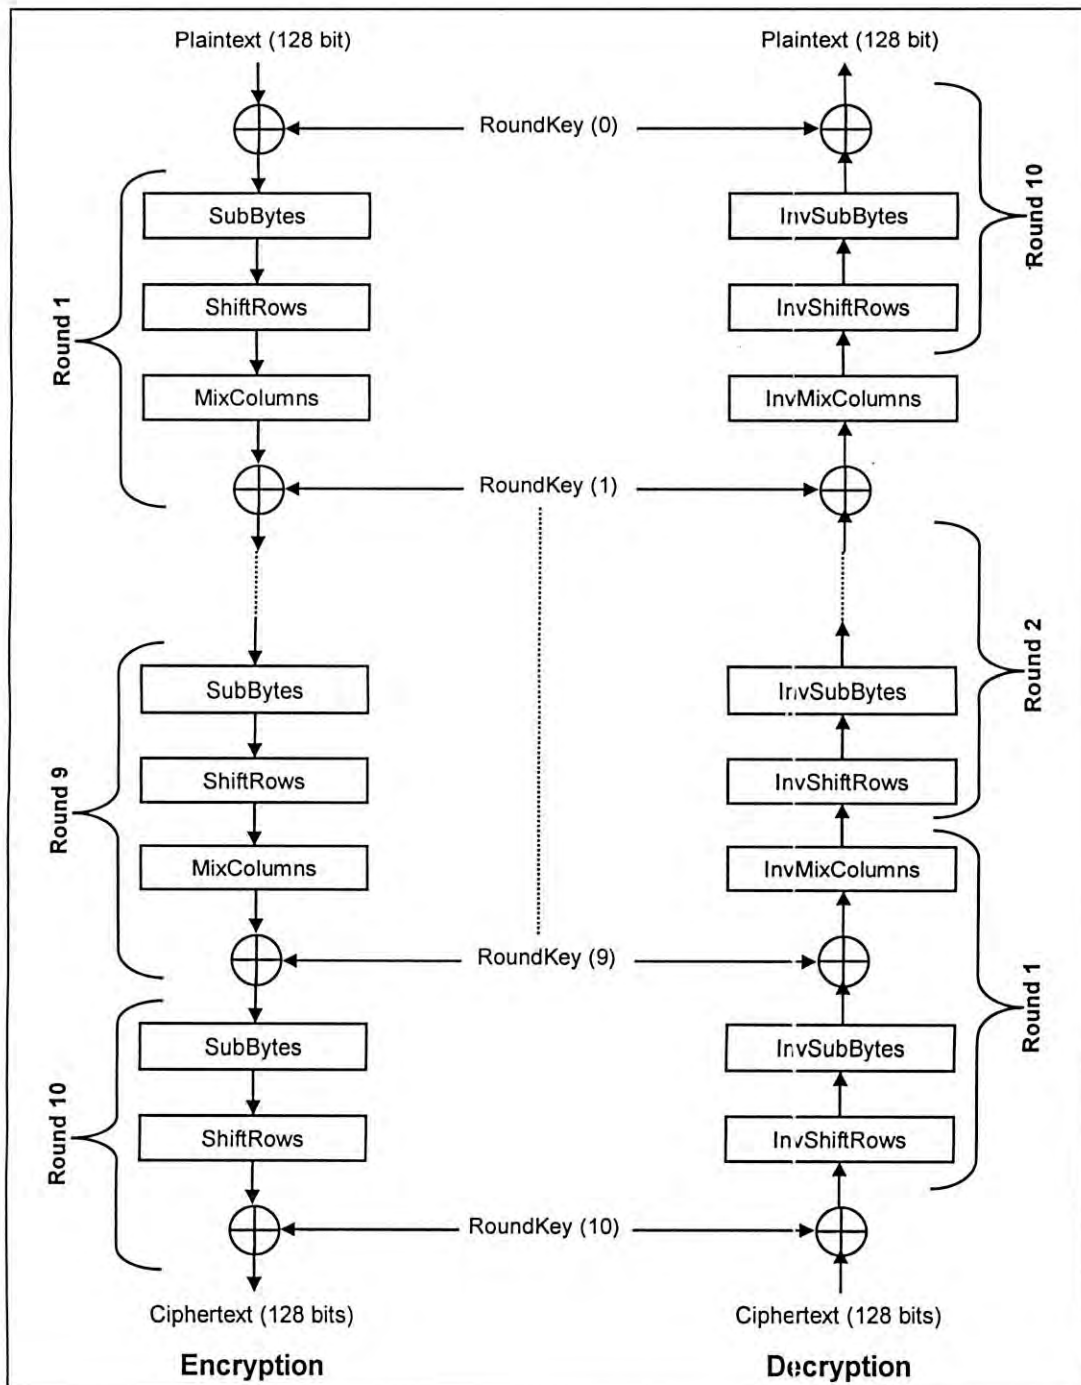 Plaintext (128 bit)
Plaintext (128 bit)
RoundKey (0)
SubBytes
InvSubBytes
Round 10
ShiftRows
InvShiftRows
Round 1
MixColumns
InvMixColumns
RoundKey (1)
SubBytes
InvSubBytes
Round 2
ShiftRows
InvShiftRows
Round 9
MixColumns
InvMixColumns
RoundKey (9)
SubBytes
InvSubBytes
Round 1
ShiftRows
InvShiftRows
Round 10
RoundKey (10)
Ciphertext (128 bits)
Ciphertext (128 bits)
Encryption
Decryption